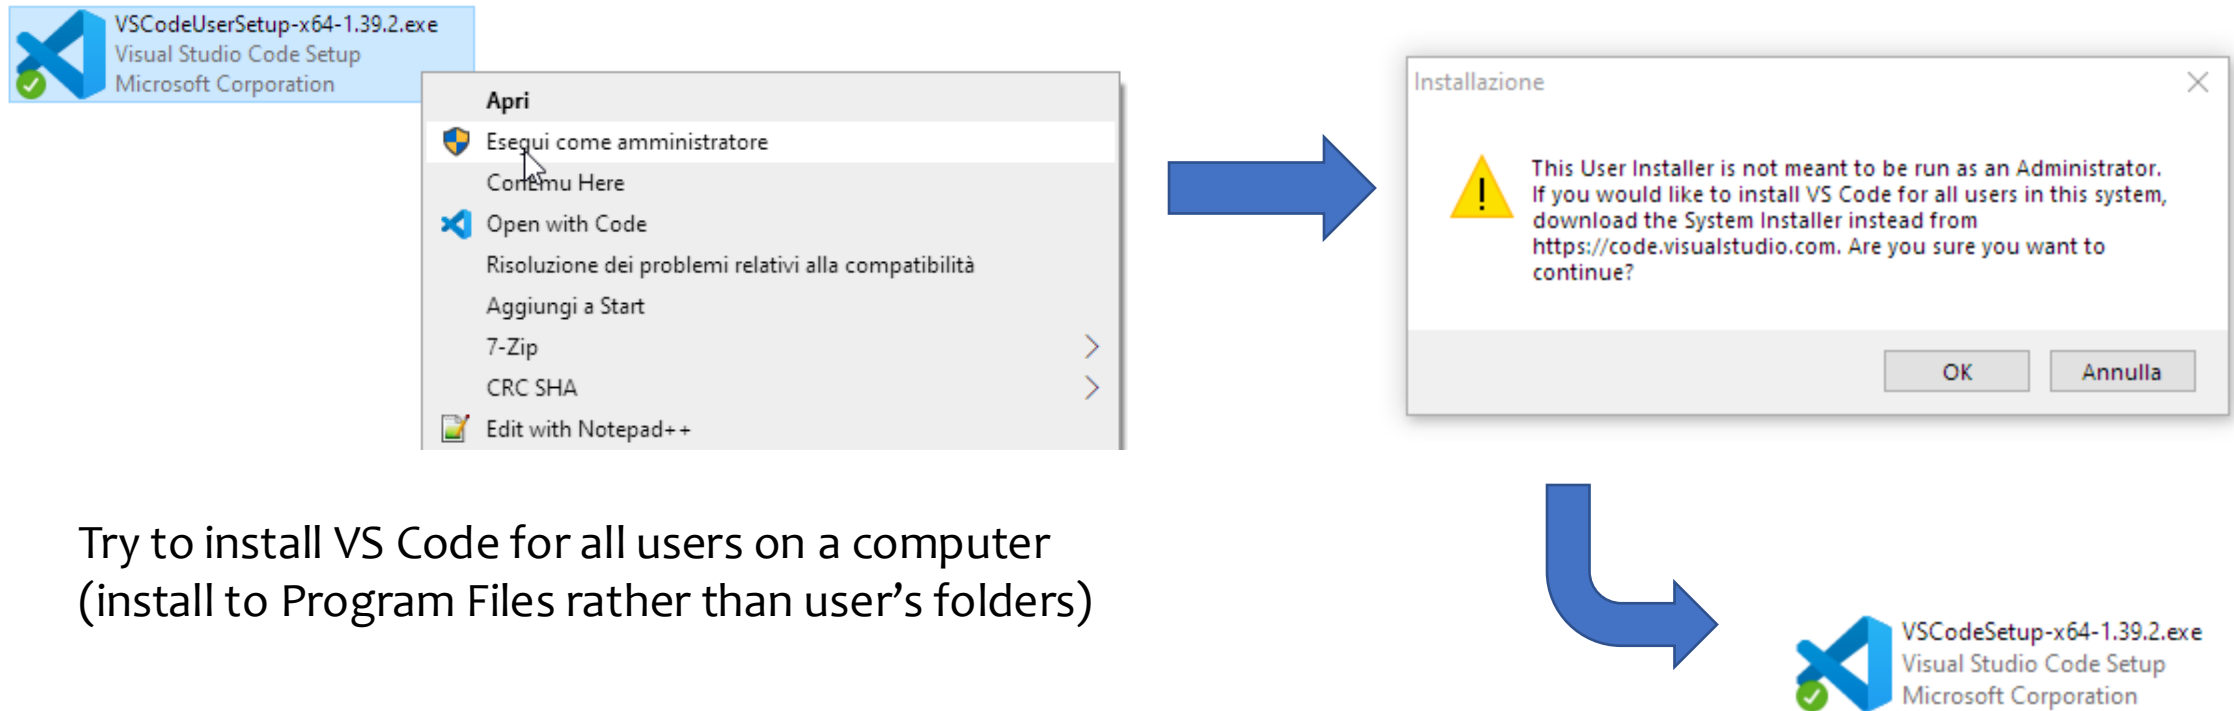 VSCodeUserSetup-x64-1.39.2.exe
Visual Studio Code Setup
Microsoft Corporation
Apri
Esegui come amministratore
ConEmu Here
Open with Code
Risoluzione dei problemi relativi alla compatibilità
Aggiungi a Start
7-Zip
CRC SHA
Edit with Notepad++
Installazione
This User Installer is not meant to be run as an Administrator.
If you would like to install VS Code for all users in this system,
download the System Installer instead from
https://code.visualstudio.com. Are you sure you want to
continue?
OK
Annulla
Try to install VS Code for all users on a computer
(install to Program Files rather than user’s folders)
VSCodeSetup-x64-1.39.2.exe
Visual Studio Code Setup
Microsoft Corporation